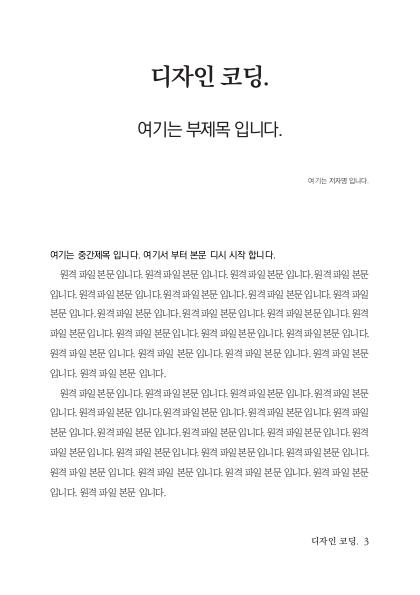 디자인 코딩.
여기는 부제목 입니다.
여기는 저자명 입니다.
여기는 중간제목 입니다. 여기서 부터 본문 다시 시작 합니다.
원격 파일 본문 입니다. 원격 파일 본문 입니다. 원격 파일 본문 입니다. 원격 파일 본문
입니다. 원격 파일 본문 입니다. 원격 파일 본문 입니다. 원격 파일 본문 입니다. 원격 파일
본문 입니다. 원격 파일 본문 입니다. 원격 파일 본문 입니다. 원격 파일 본문 입니다. 원격
파일 본문 입니다. 원격 파일 본문 입니다. 원격 파일 본문 입니다. 원격 파일 본문 입니다.
원격 파일 본문 입니다. 원격 파일 본문 입니다. 원격 파일 본문 입니다. 원격 파일 본문
입니다. 원격 파일 본문 입니다.
원격 파일 본문 입니다. 원격 파일 본문 입니다. 원격 파일 본문 입니다. 원격 파일 본문
입니다. 원격 파일 본문 입니다. 원격 파일 본문 입니다. 원격 파일 본문 입니다. 원격 파일
본문 입니다. 원격 파일 본문 입니다. 원격 파일 본문 입니다. 원격 파일 본문 입니다. 원격
파일 본문 입니다. 원격 파일 본문 입니다. 원격 파일 본문 입니다. 원격 파일 본문 입니다.
원격 파일 본문 입니다. 원격 파일 본문 입니다. 원격 파일 본문 입니다. 원격 파일 본문
입니다. 원격 파일 본문 입니다.
디자인 코딩. 3